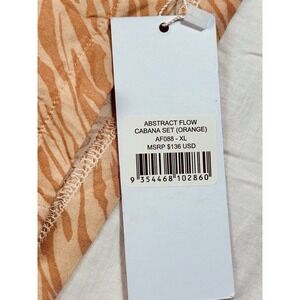 ABSTRACT FLOW
CABANA SET (ORANGE)
AF088 - XL
MSRP $136 USD
9 354468 102860